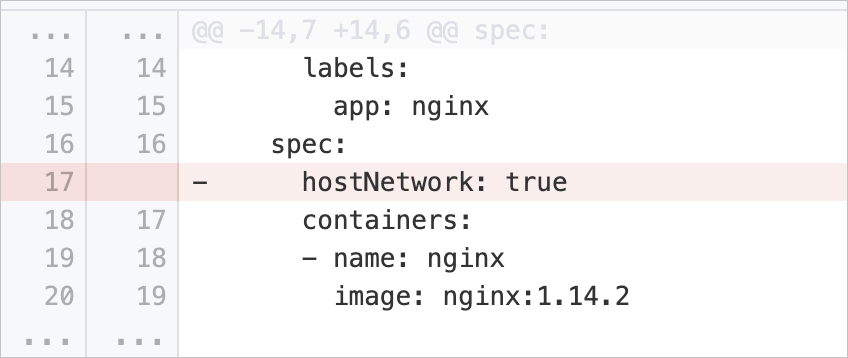 ... ... @@ -14,7 +14,6 @@ spec:
14 14 labels:
15 15 app: nginx
16 16 spec:
17 - hostNetwork: true
18 17 containers:
19 18 - name: nginx
20 19 image: nginx:1.14.2
... ...